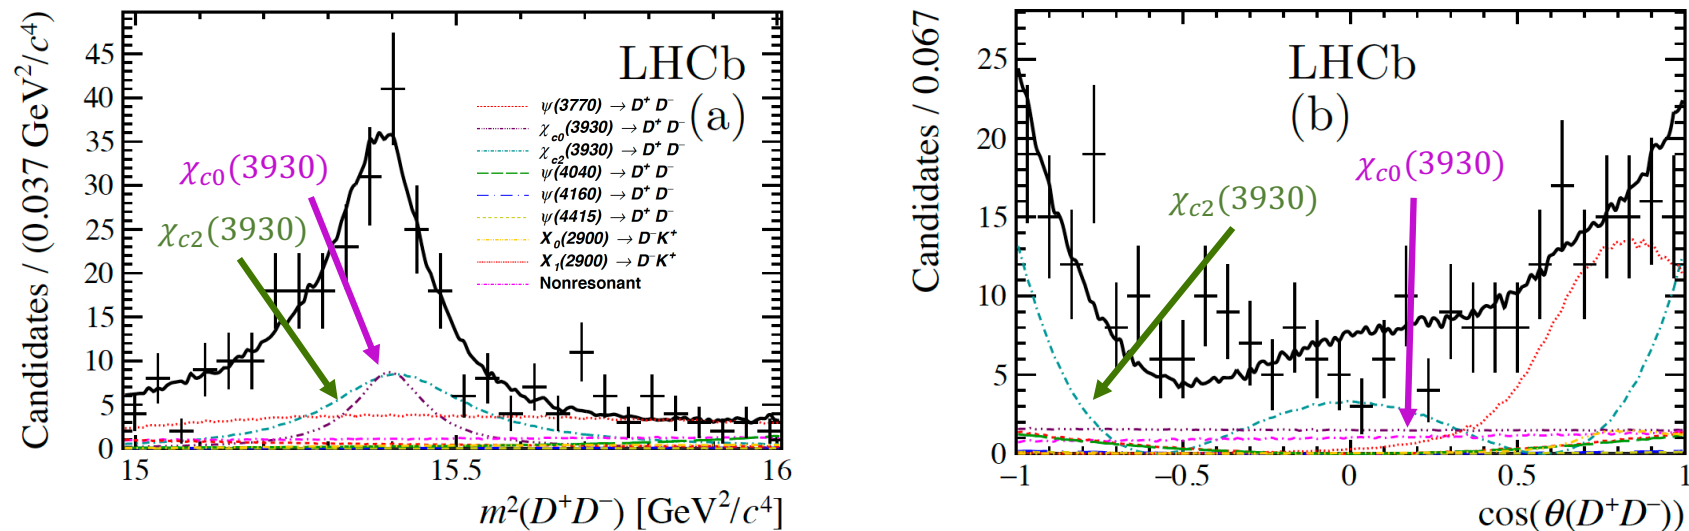 Candidates / (0.037 GeV²/c⁴)
45
40
35
30
25
20
15
10
5
0
LHCb
(a)
ψ(3770) → D⁺ D⁻
χc0(3930) → D⁺ D⁻
χc2(3930) → D⁺ D⁻
ψ(4040) → D⁺ D⁻
ψ(4160) → D⁺ D⁻
ψ(4415) → D⁺ D⁻
X0(2900) → D⁻K⁺
X1(2900) → D⁻K⁺
Nonresonant
χc0(3930)
χc2(3930)
15 15.5 16
m²(D⁺D⁻) [GeV²/c⁴]
Candidates / 0.067
25
20
15
10
5
0
LHCb
(b)
χc0(3930)
χc2(3930)
−1 −0.5 0 0.5 1
cos(θ(D⁺D⁻))